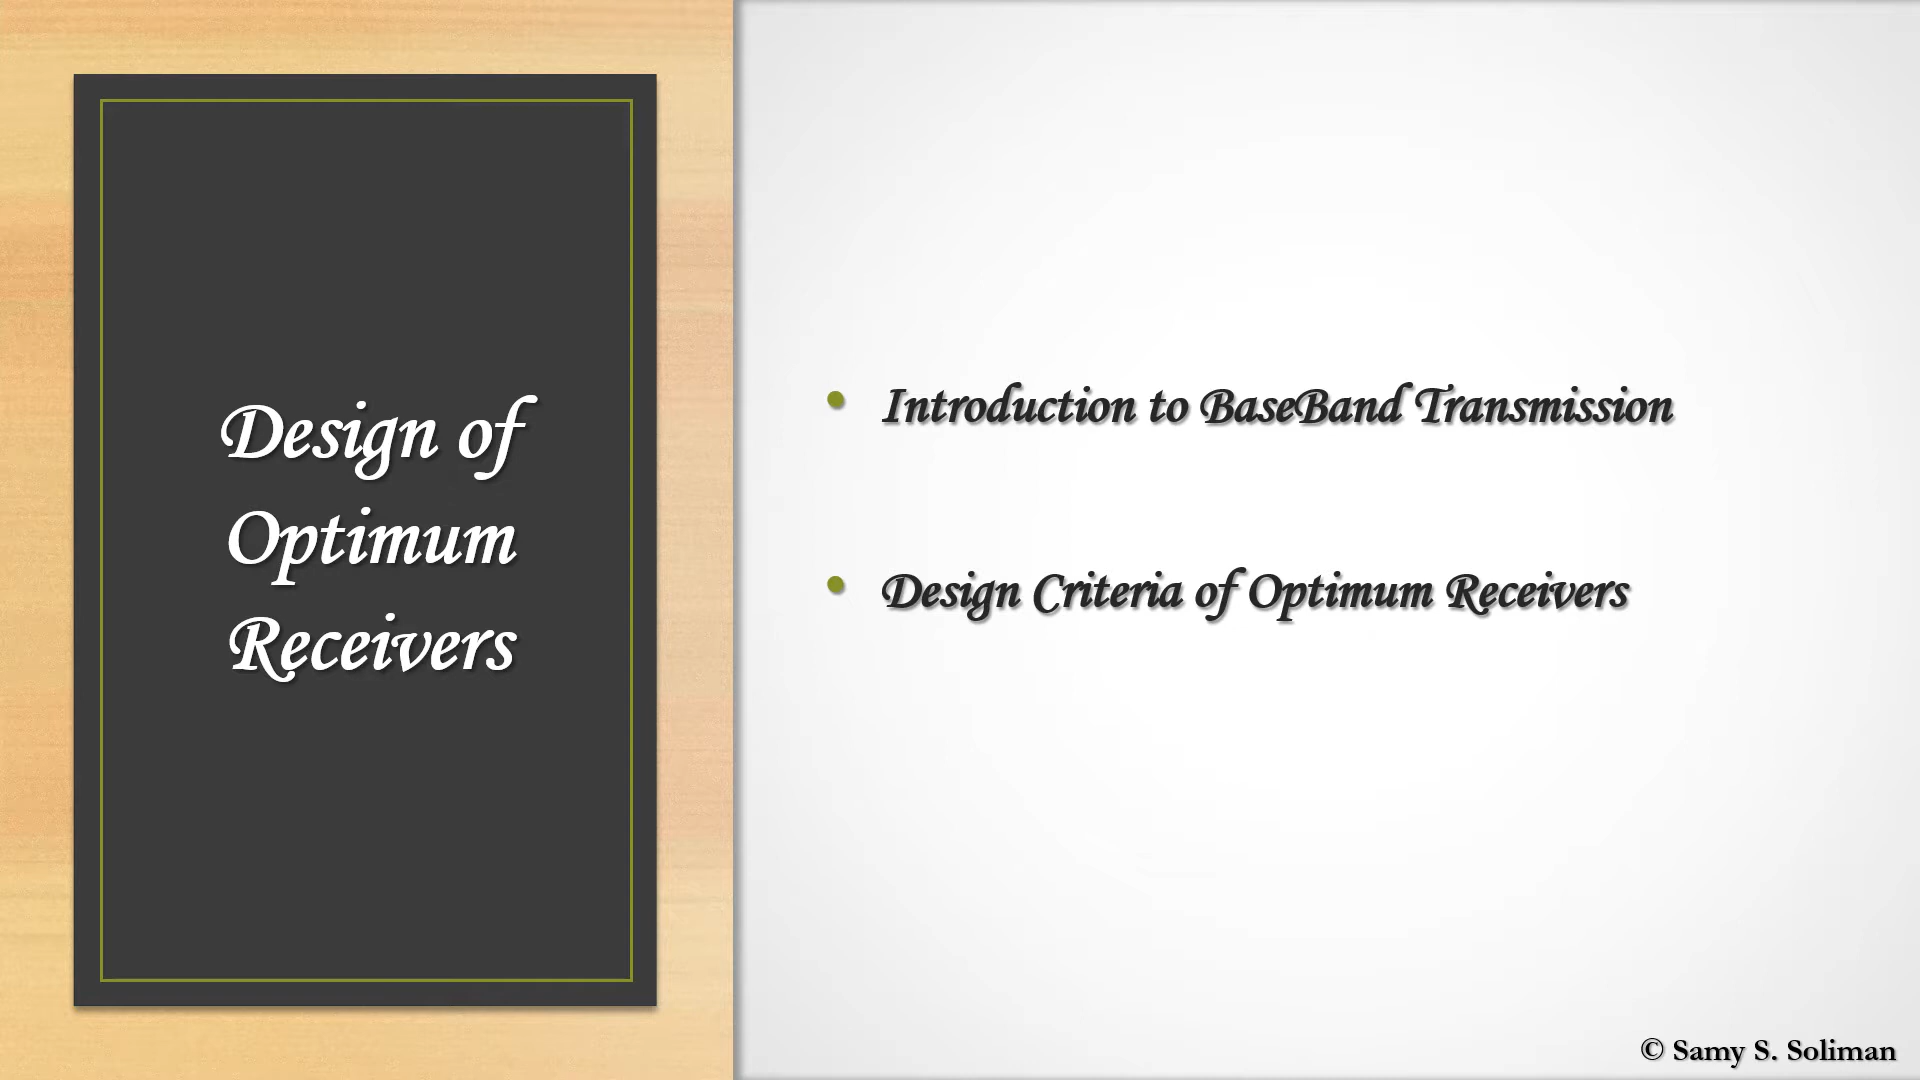 Design of
Optimum
Receivers
• Introduction to BaseBand Transmission
• Design Criteria of Optimum Receivers
© Samy S. Soliman